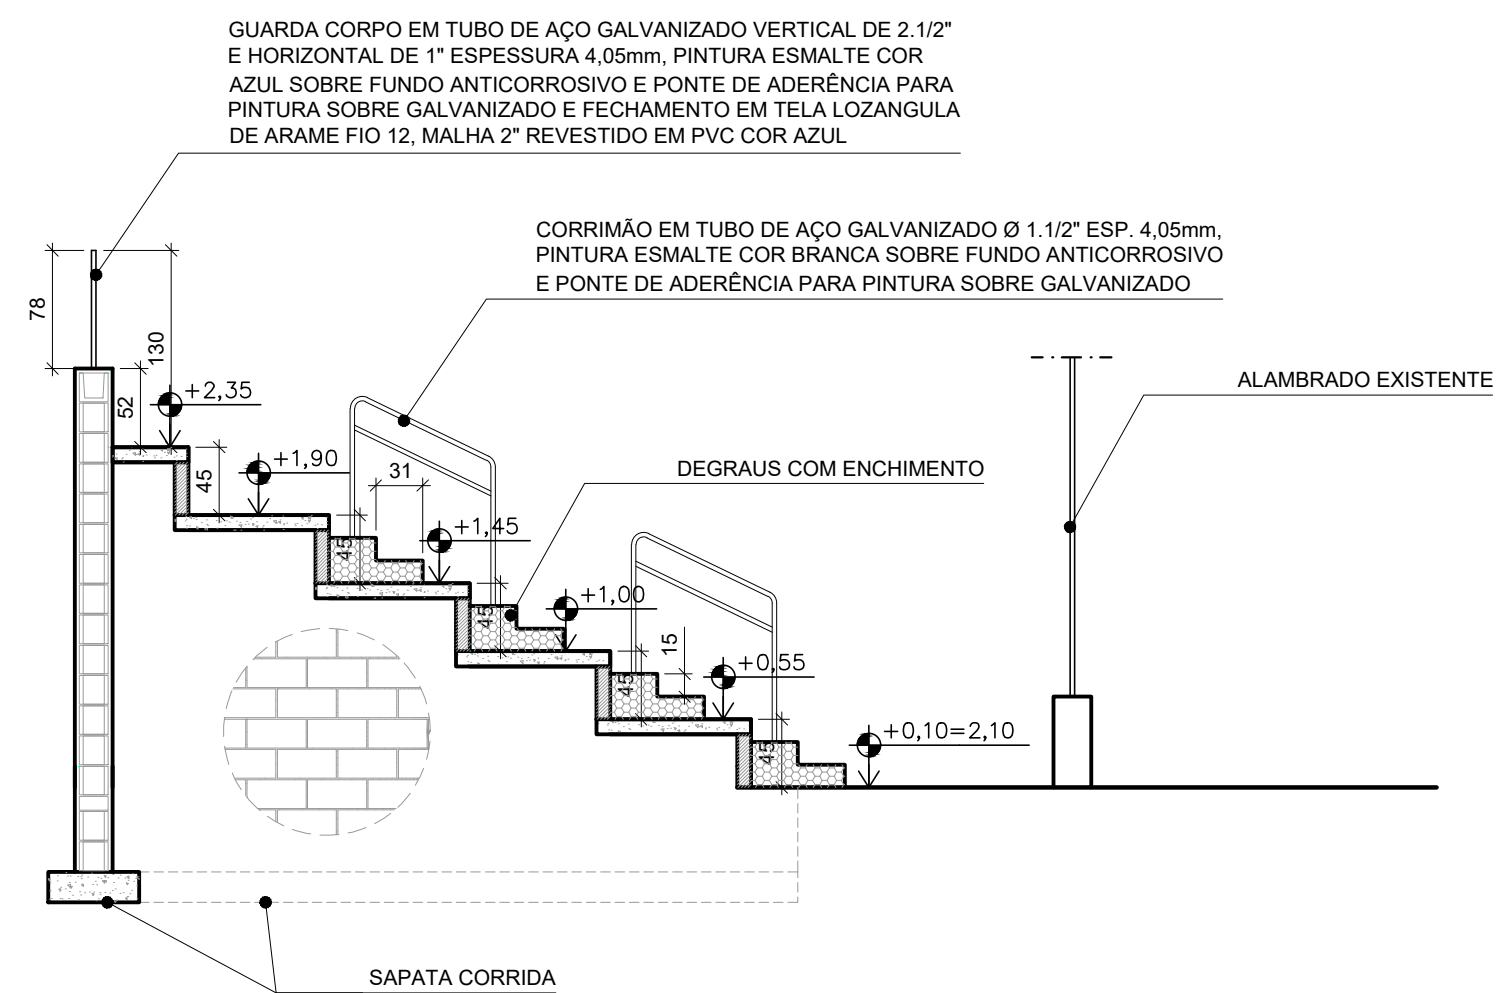 GUARDA CORPO EM TUBO DE AÇO GALVANIZADO VERTICAL DE 2.1/2"
E HORIZONTAL DE 1" ESPESSURA 4,05mm, PINTURA ESMALTE COR
AZUL SOBRE FUNDO ANTICORROSIVO E PONTE DE ADERÊNCIA PARA
PINTURA SOBRE GALVANIZADO E FECHAMENTO EM TELA LOZANGULA
DE ARAME FIO 12, MALHA 2" REVESTIDO EM PVC COR AZUL
CORRIMÃO EM TUBO DE AÇO GALVANIZADO Ø 1.1/2" ESP. 4,05mm,
PINTURA ESMALTE COR BRANCA SOBRE FUNDO ANTICORROSIVO
E PONTE DE ADERÊNCIA PARA PINTURA SOBRE GALVANIZADO
78
130
52
+2,35
ALAMBRADO EXISTENTE
45
+1,90
31
DEGRAUS COM ENCHIMENTO
45
+1,45
45
+1,00
15
45
+0,55
45
+0,10=2,10
SAPATA CORRIDA